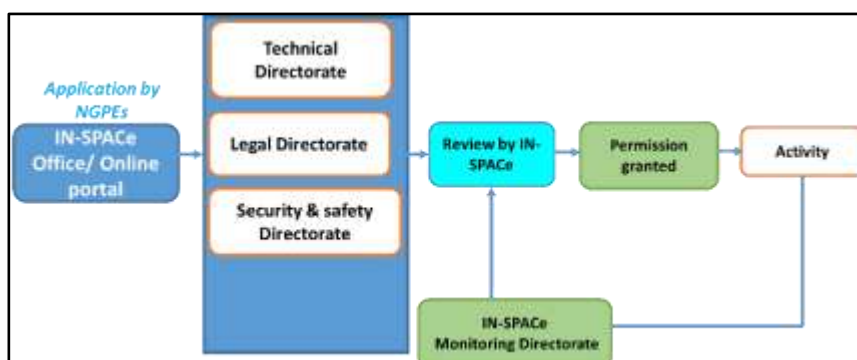 Application by
NGPEs
IN-SPACe
Office/ Online
portal
Technical
Directorate
Legal Directorate
Security & safety
Directorate
Review by IN-
SPACe
Permission
granted
Activity
IN-SPACe
Monitoring Directorate